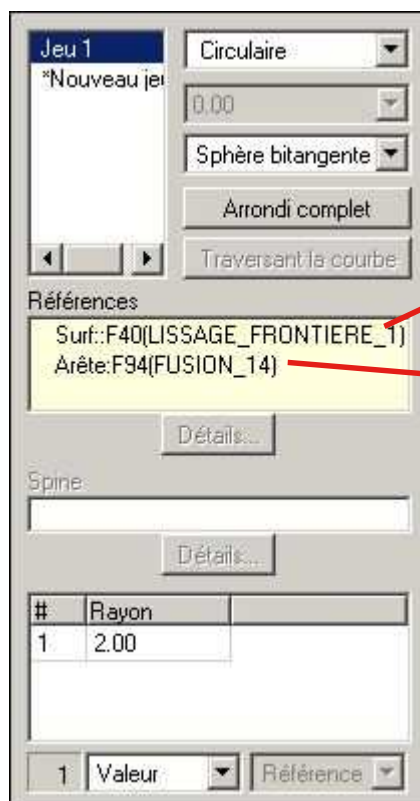 Jeu 1
*Nouveau jeu
Circulaire
0.00
Sphère bitangente
Arrondi complet
Traversant la courbe
Références
Surf::F40(LISSAGE_FRONTIERE_1)
Arête:F94(FUSION_14)
Détails...
Spine
Détails...
# Rayon
1 2.00
1 Valeur Référence